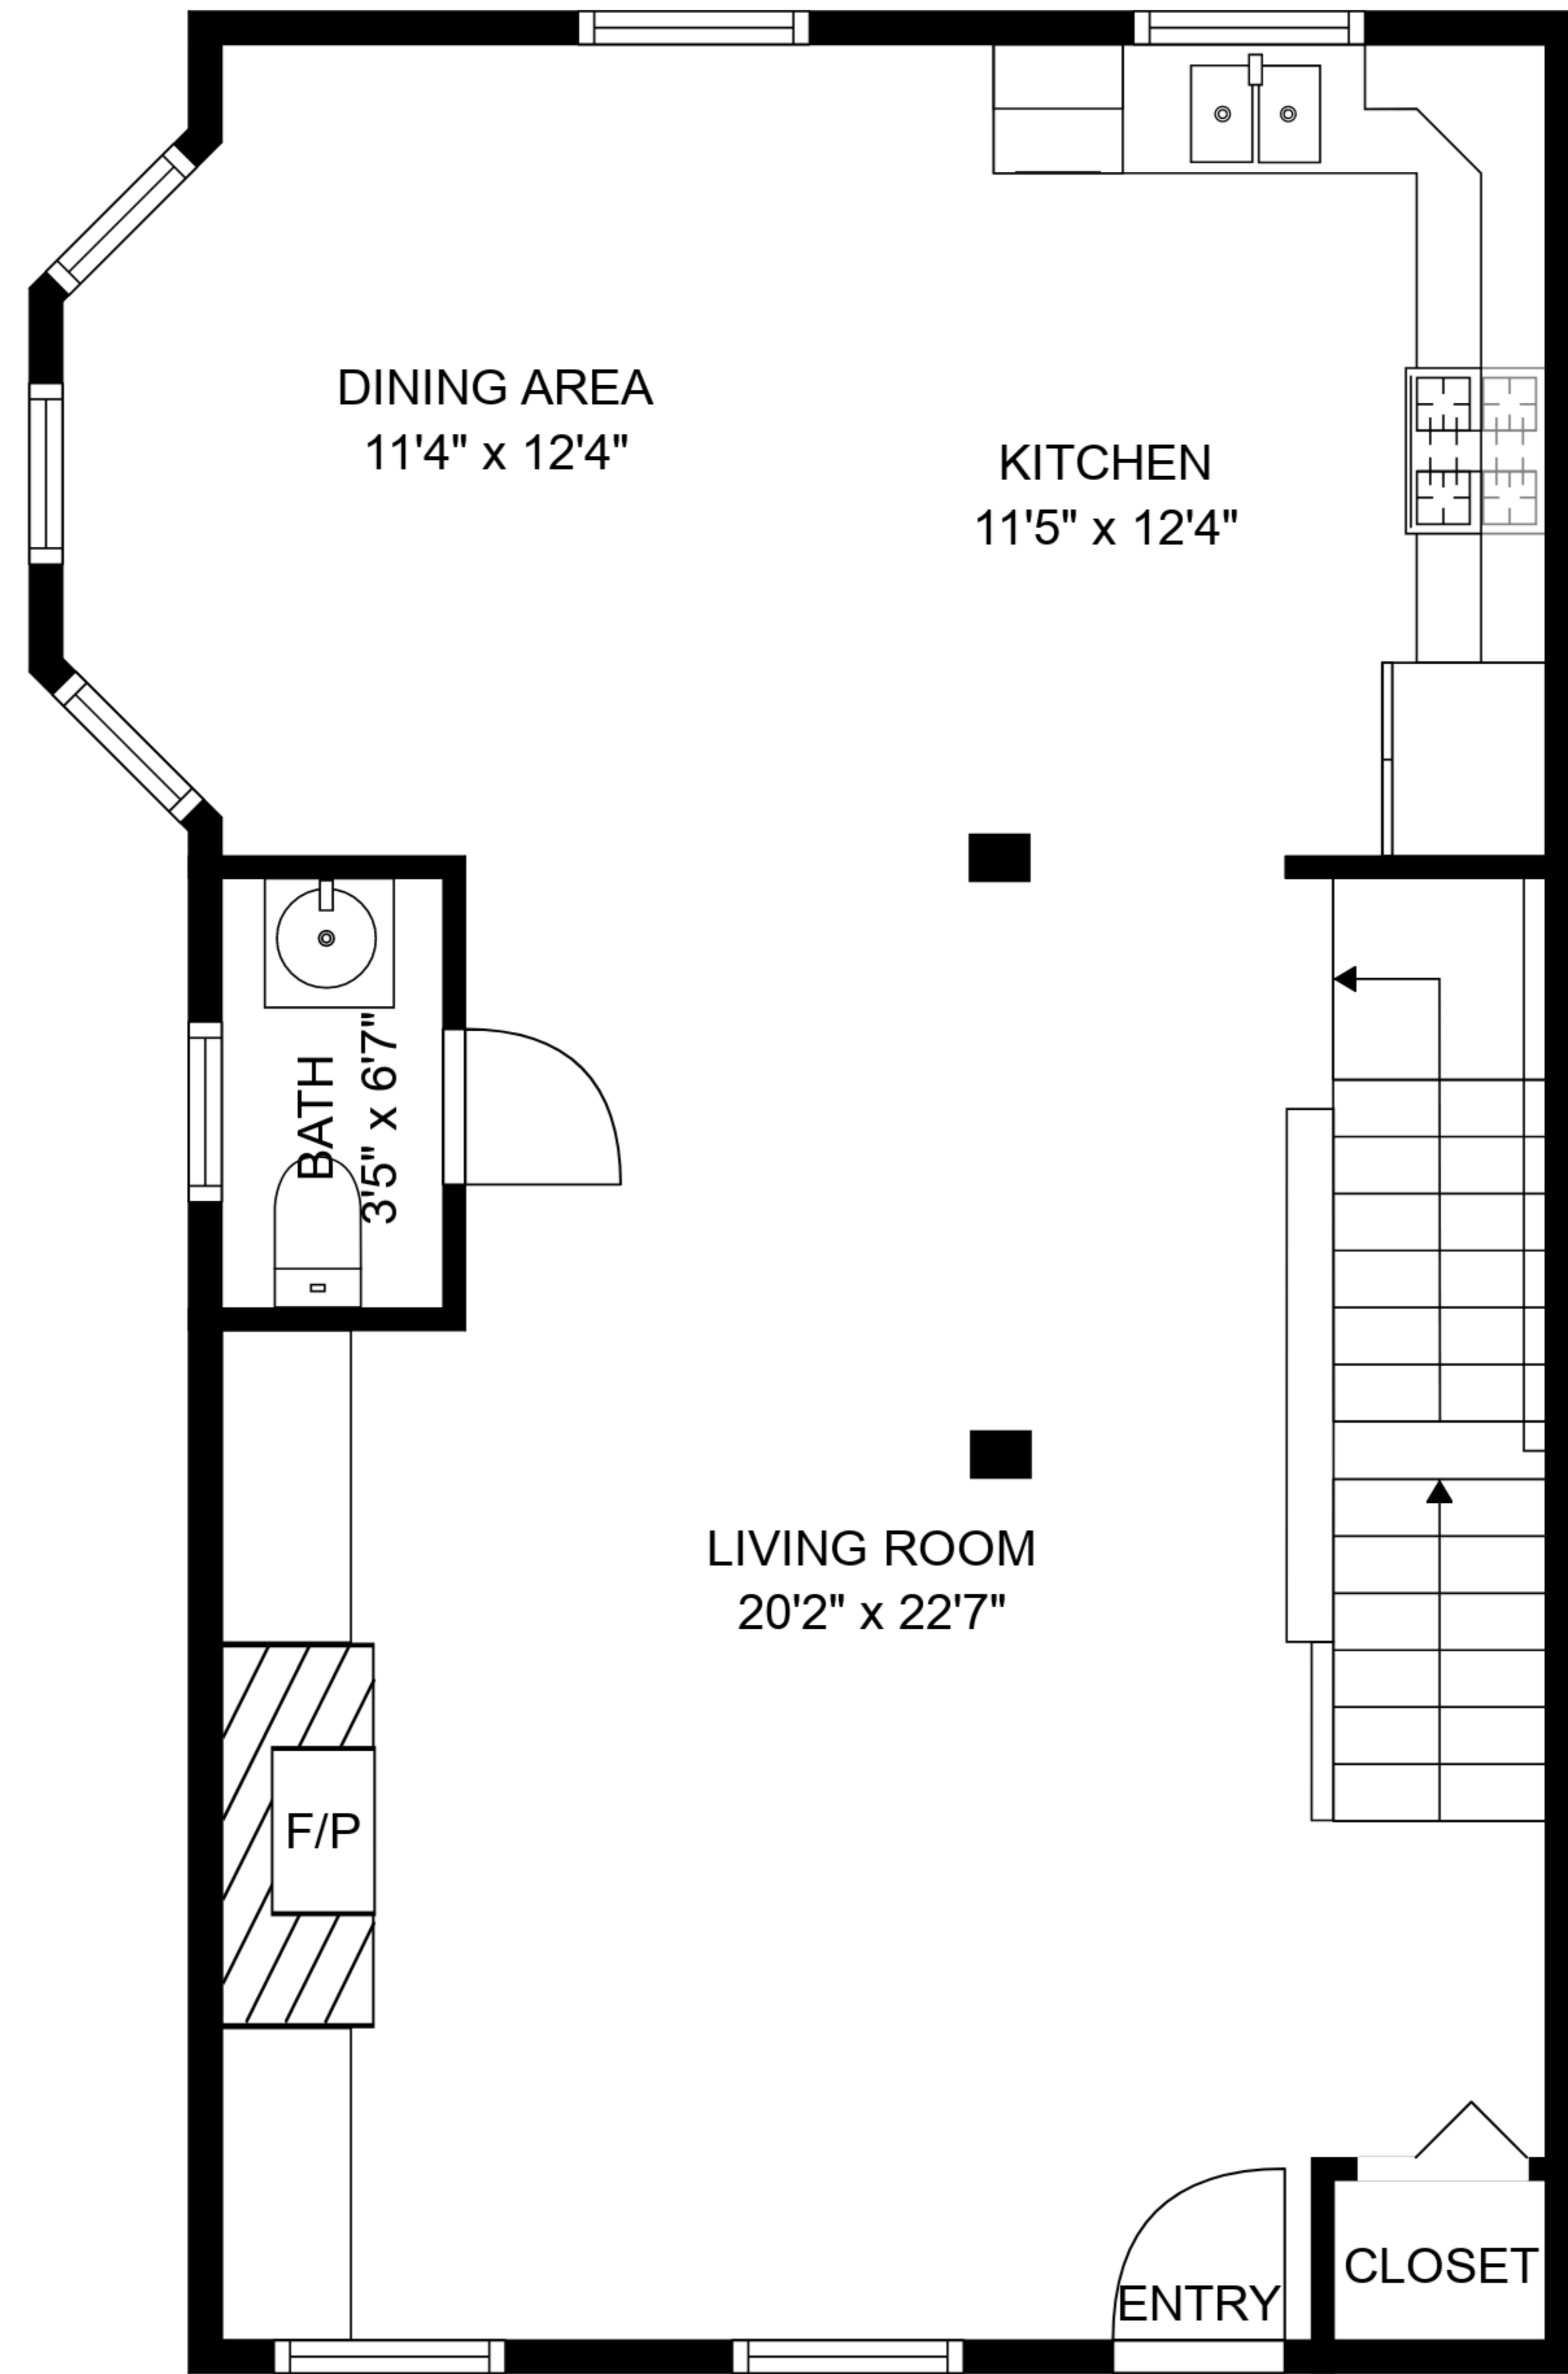 DINING AREA
11'4" x 12'4"
KITCHEN
11'5" x 12'4"
BATH
3'5" x 6'7"
LIVING ROOM
20'2" x 22'7"
F/P
CLOSET
ENTRY